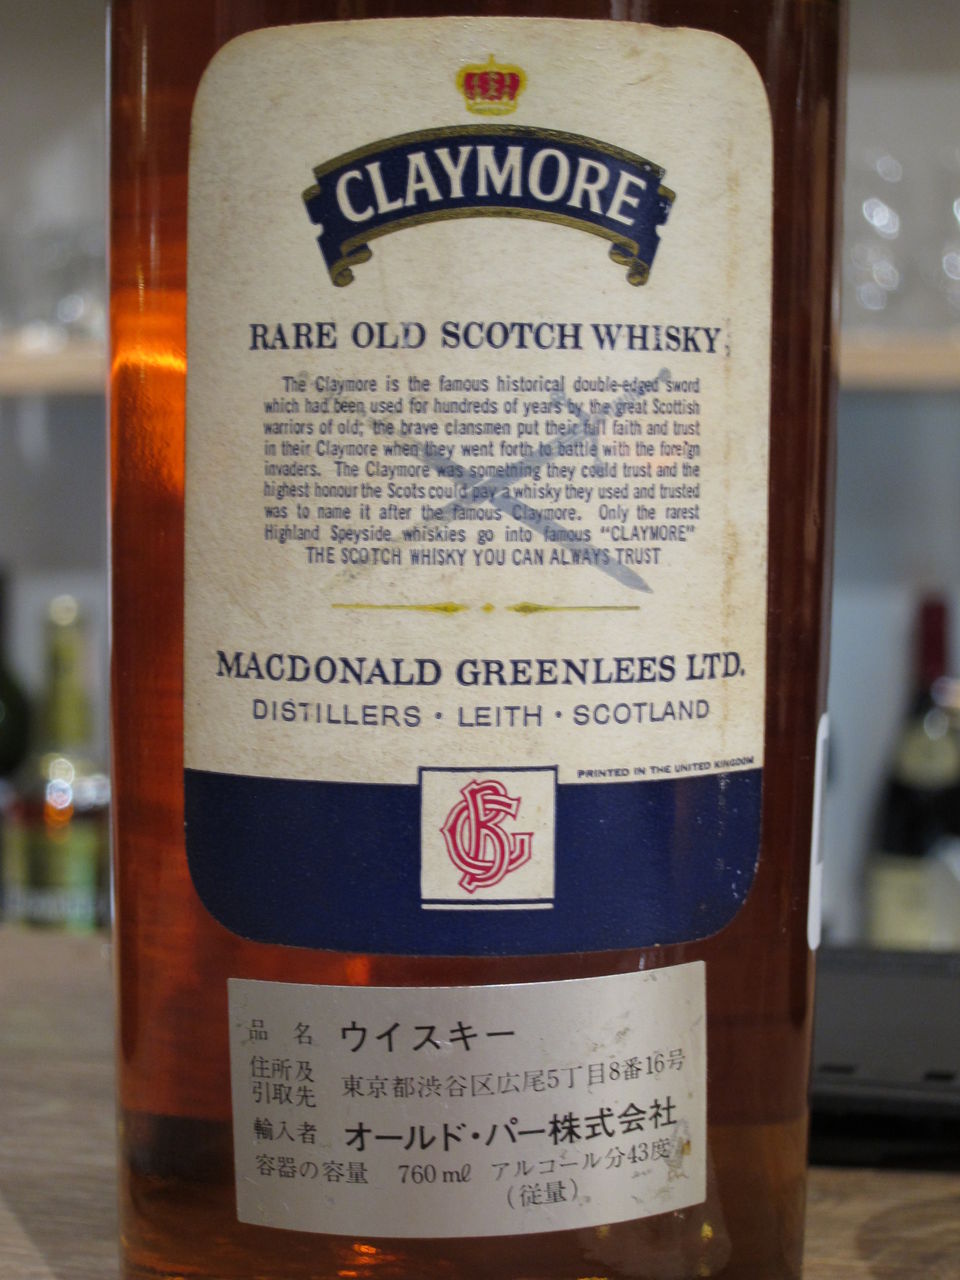 CLAYMORE
RARE OLD SCOTCH WHISKY
The Claymore is the famous historical double-edged sword
which had been used for hundreds of years by the great Scottish
warriors of old; the brave clansmen put their full faith and trust
in their Claymore when they went forth to battle with the foreign
invaders. The Claymore was something they could trust and the
highest honour the Scots could pay a whisky they used and trusted
was to name it after the famous Claymore. Only the rarest
Highland Speyside whiskies go into famous "CLAYMORE"
THE SCOTCH WHISKY YOU CAN ALWAYS TRUST
MACDONALD GREENLEES LTD.
DISTILLERS · LEITH · SCOTLAND
PRINTED IN THE UNITED KINGDOM
品名 ウイスキー
住所及
引取先 東京都渋谷区広尾5丁目8番16号
輸入者 オールド・パー株式会社
容器の容量 760mℓ アルコール分43度
(従量)